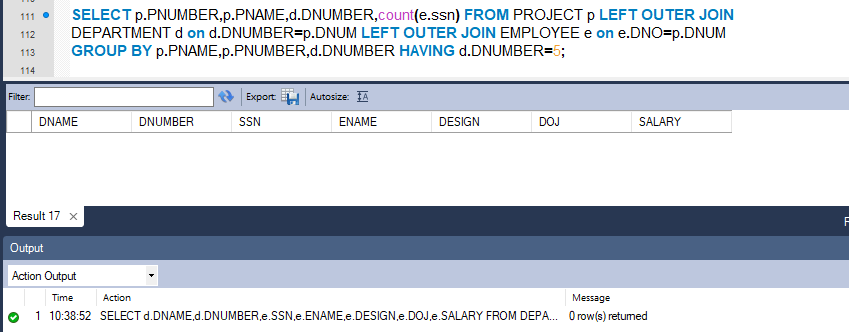 111 SELECT p.PNUMBER,p.PNAME,d.DNUMBER,count(e.ssn) FROM PROJECT p LEFT OUTER JOIN
112 DEPARTMENT d on d.DNUMBER=p.DNUM LEFT OUTER JOIN EMPLOYEE e on e.DNO=p.DNUM
113 GROUP BY p.PNAME,p.PNUMBER,d.DNUMBER HAVING d.DNUMBER=5;
114
Filter: Export: Autosize:
DNAME DNUMBER SSN ENAME DESIGN DOJ SALARY
Result 17 ×
Output
Action Output
Time Action Message
1 10:38:52 SELECT d.DNAME,d.DNUMBER,e.SSN,e.ENAME,e.DESIGN,e.DOJ,e.SALARY FROM DEPA... 0 row(s) returned